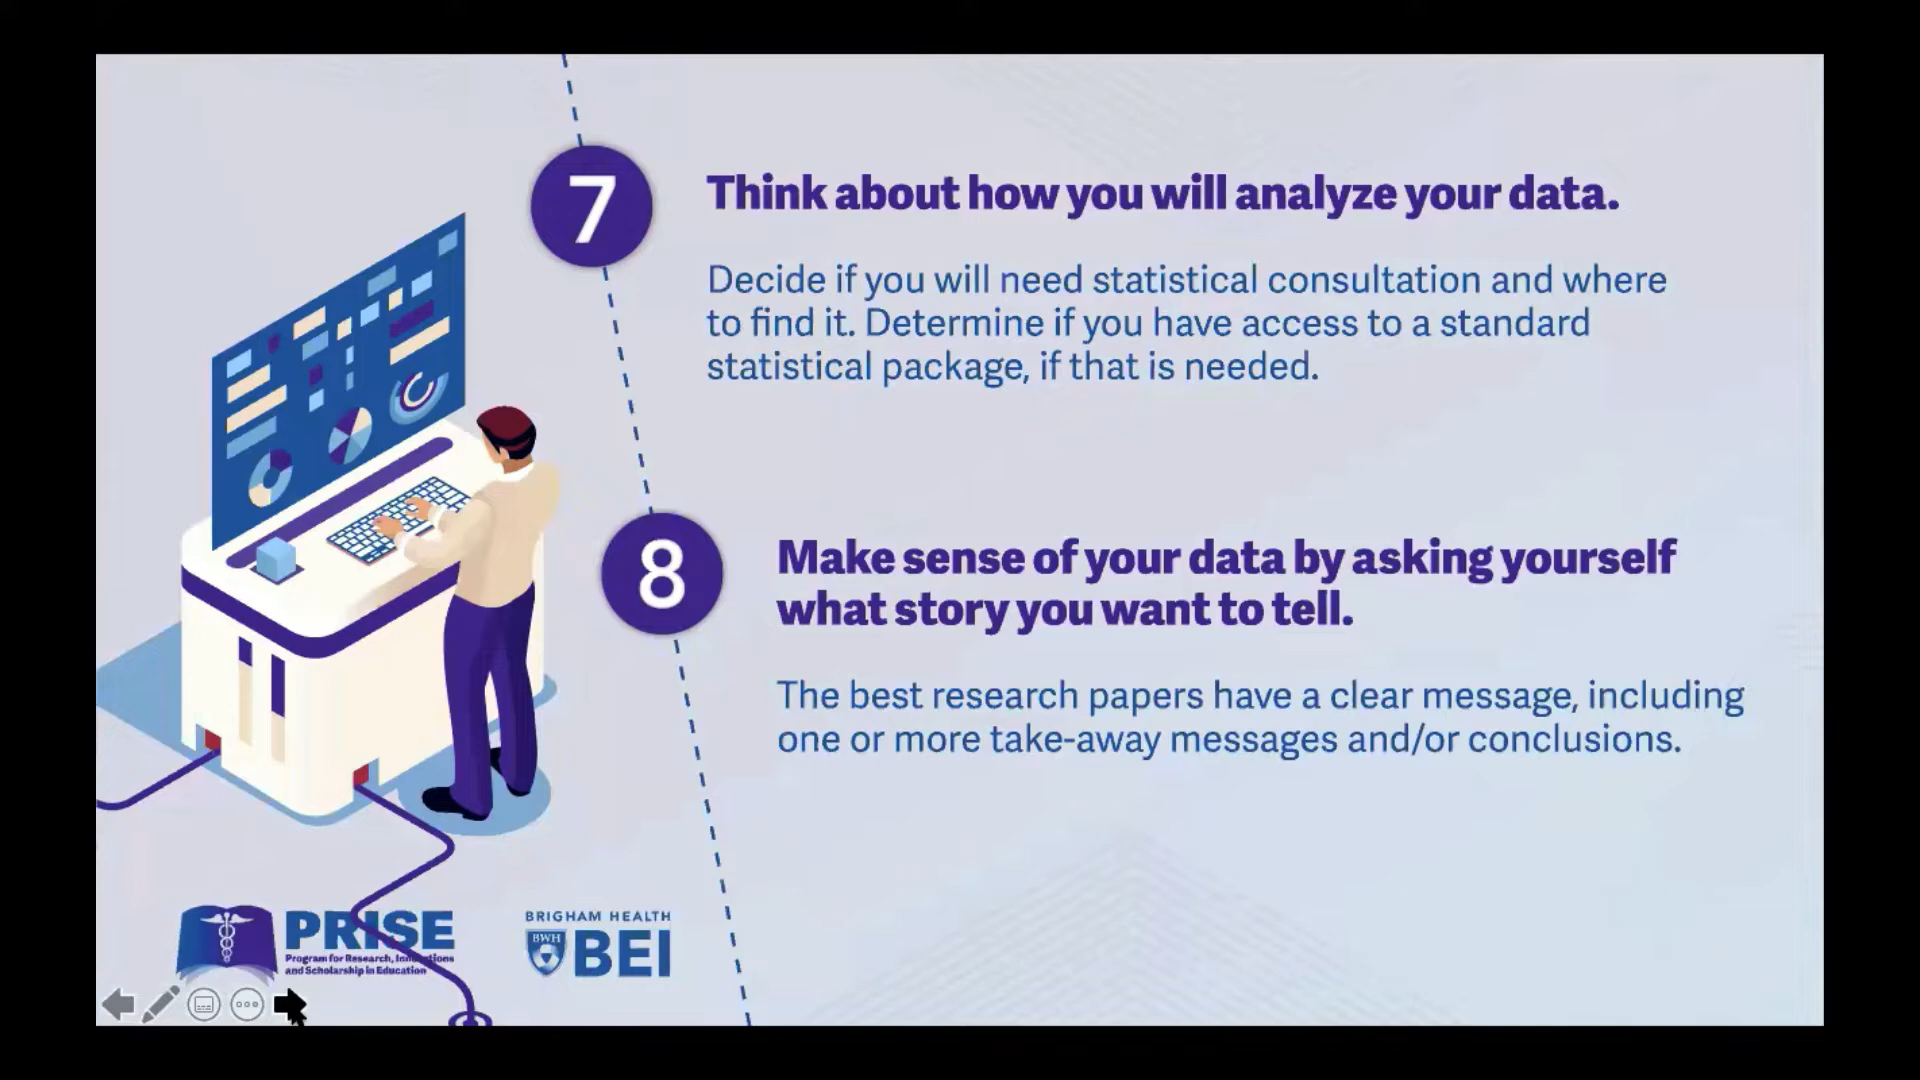 7
Think about how you will analyze your data.
Decide if you will need statistical consultation and where
to find it. Determine if you have access to a standard
statistical package, if that is needed.
8
Make sense of your data by asking yourself
what story you want to tell.
The best research papers have a clear message, including
one or more take-away messages and/or conclusions.
PRISE
Program for Research, Innovations
and Scholarship in Education
BRIGHAM HEALTH
BWH
BEI